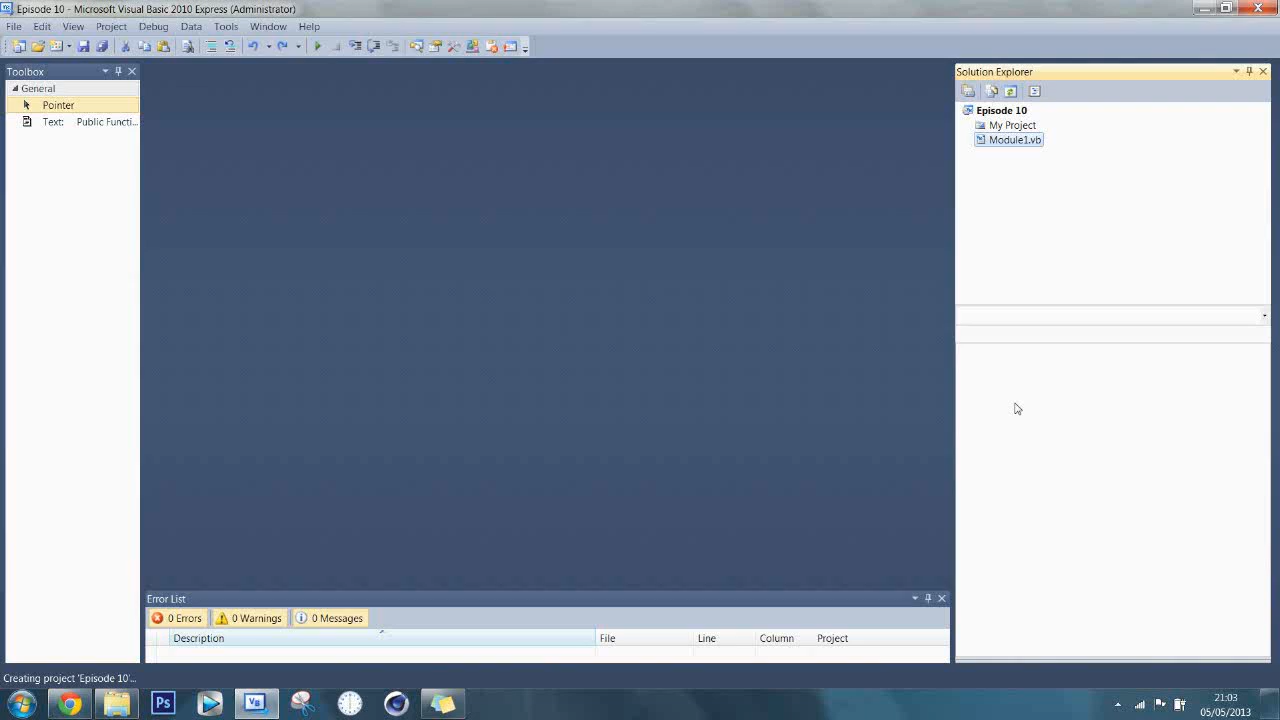 Episode 10 - Microsoft Visual Basic 2010 Express (Administrator)
File Edit View Project Debug Data Tools Window Help
Toolbox
General
Pointer
Text: Public Functi...
Solution Explorer
Episode 10
My Project
Module1.vb
Error List
0 Errors 0 Warnings 0 Messages
Description File Line Column Project
Creating project 'Episode 10'...
Ps VB
21:03
05/05/2013